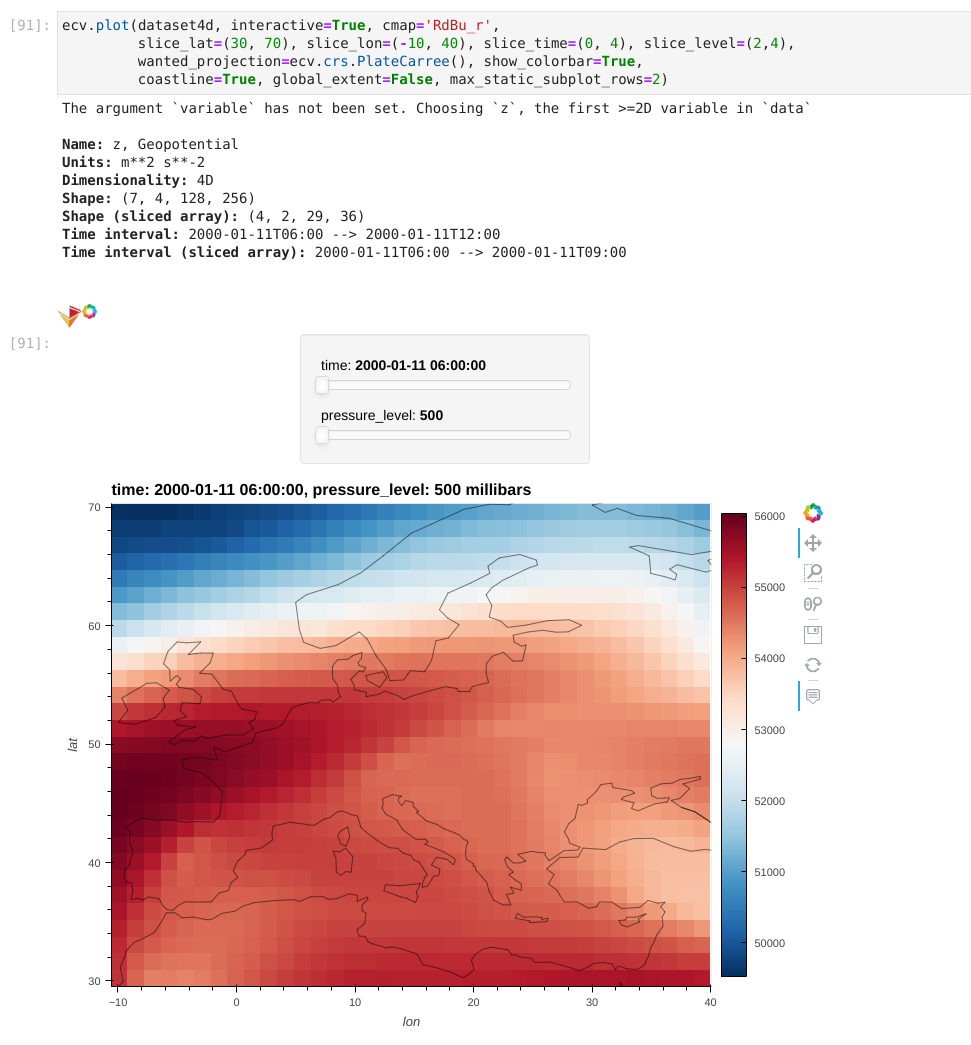 [91]: ecv.plot(dataset4d, interactive=True, cmap='RdBu_r',
slice_lat=(30, 70), slice_lon=(-10, 40), slice_time=(0, 4), slice_level=(2,4),
wanted_projection=ecv.crs.PlateCarree(), show_colorbar=True,
coastline=True, global_extent=False, max_static_subplot_rows=2)
The argument `variable` has not been set. Choosing `z`, the first >=2D variable in `data`
Name: z, Geopotential
Units: m**2 s**-2
Dimensionality: 4D
Shape: (7, 4, 128, 256)
Shape (sliced array): (4, 2, 29, 36)
Time interval: 2000-01-11T06:00 --> 2000-01-11T12:00
Time interval (sliced array): 2000-01-11T06:00 --> 2000-01-11T09:00
[91]:
time: 2000-01-11 06:00:00
pressure_level: 500
time: 2000-01-11 06:00:00, pressure_level: 500 millibars
70
60
50
40
30
lat
−10
0
10
20
30
40
lon
56000
55000
54000
53000
52000
51000
50000